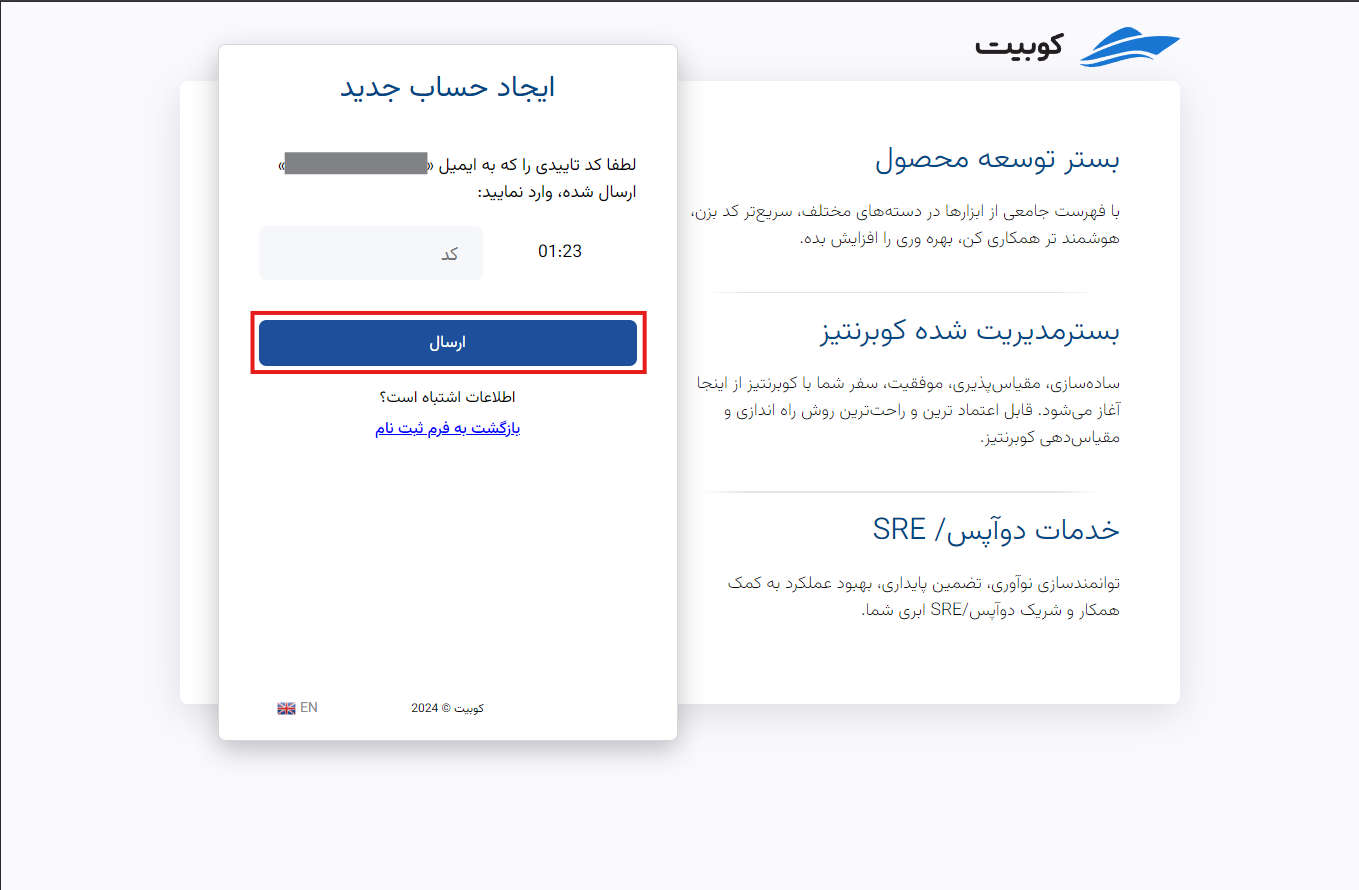 کوبیت
ایجاد حساب جدید
لطفا کد تاییدی را که به ایمیل «»
ارسال شده، وارد نمایید:
01:23
کد
ارسال
اطلاعات اشتباه است؟
بازگشت به فرم ثبت نام
کوبیت © 2024
EN
بستر توسعه محصول
با فهرست جامعی از ابزارها در دسته‌های مختلف، سریع‌تر کد بزن،
هوشمند تر همکاری کن، بهره وری را افزایش بده.
بسترمدیریت شده کوبرنتیز
ساده‌سازی، مقیاس‌پذیری، موفقیت، سفر شما با کوبرنتیز از اینجا
آغاز می‌شود. قابل اعتماد ترین و راحت‌ترین روش راه اندازی و
مقیاس‌دهی کوبرنتیز.
خدمات دوآپس/ SRE
توانمندسازی نوآوری، تضمین پایداری، بهبود عملکرد به کمک
همکار و شریک دوآپس/SRE ابری شما.